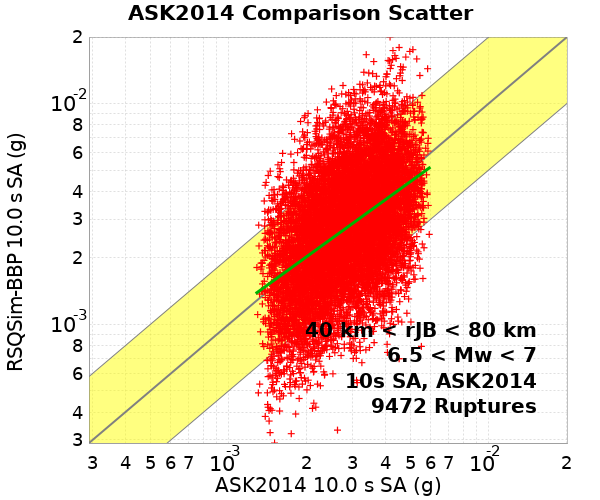 ASK2014 Comparison Scatter
RSQSim-BBP 10.0 s SA (g)
2
10-2
8
6
4
3
2
10-3
8
6
4
3
40 km < rJB < 80 km
6.5 < Mw < 7
10s SA, ASK2014
9472 Ruptures
3 4 5 6 7 10-3 2 3 4 5 6 7 10-2 2
ASK2014 10.0 s SA (g)